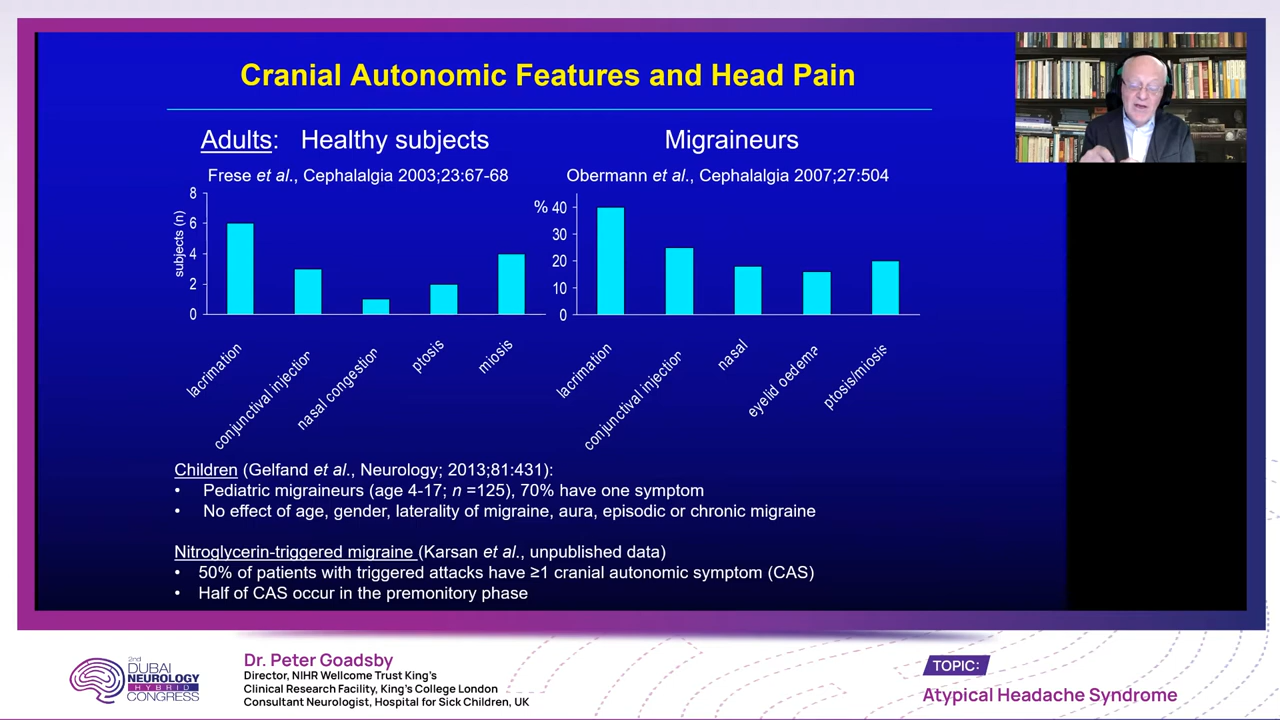 Cranial Autonomic Features and Head Pain
Adults: Healthy subjects
Migraineurs
Frese et al., Cephalalgia 2003;23:67-68
Obermann et al., Cephalalgia 2007;27:504
subjects (n)
8
6
4
2
0
lacrimation
conjunctival injection
nasal congestion
ptosis
miosis
%
40
30
20
10
0
lacrimation
conjunctival injection
nasal
eyelid oedema
ptosis/miosis
Children (Gelfand et al., Neurology; 2013;81:431):
• Pediatric migraineurs (age 4-17; n =125), 70% have one symptom
• No effect of age, gender, laterality of migraine, aura, episodic or chronic migraine
Nitroglycerin-triggered migraine (Karsan et al., unpublished data)
• 50% of patients with triggered attacks have ≥1 cranial autonomic symptom (CAS)
• Half of CAS occur in the premonitory phase
2nd
DUBAI
NEUROLOGY
HYBRID
CONGRESS
Dr. Peter Goadsby
Director, NIHR Wellcome Trust King's
Clinical Research Facility, King's College London
Consultant Neurologist, Hospital for Sick Children, UK
TOPIC:
Atypical Headache Syndrome